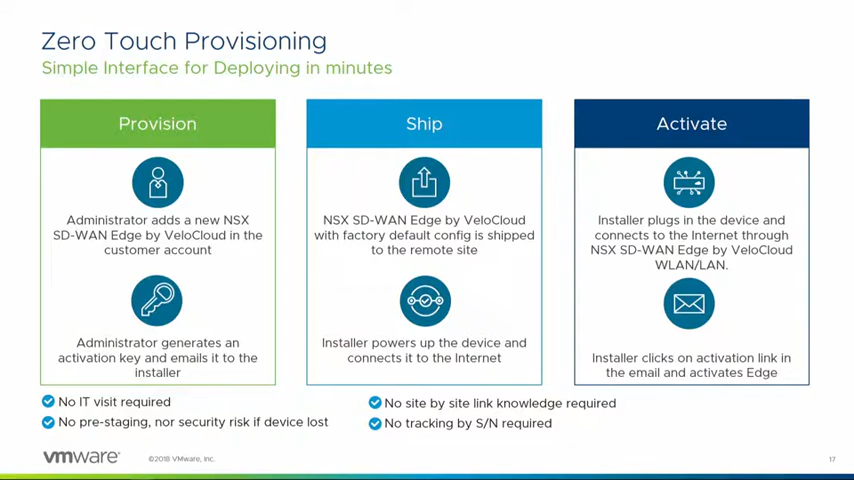 Zero Touch Provisioning
Simple Interface for Deploying in minutes
Provision
Administrator adds a new NSX
SD-WAN Edge by VeloCloud in the
customer account
Administrator generates an
activation key and emails it to the
installer
Ship
NSX SD-WAN Edge by VeloCloud
with factory default config is shipped
to the remote site
Installer powers up the device and
connects it to the Internet
Activate
Installer plugs in the device and
connects to the Internet through
NSX SD-WAN Edge by VeloCloud
WLAN/LAN.
Installer clicks on activation link in
the email and activates Edge
No IT visit required
No pre-staging, nor security risk if device lost
No site by site link knowledge required
No tracking by S/N required
vmware
©2018 VMware, Inc.
17